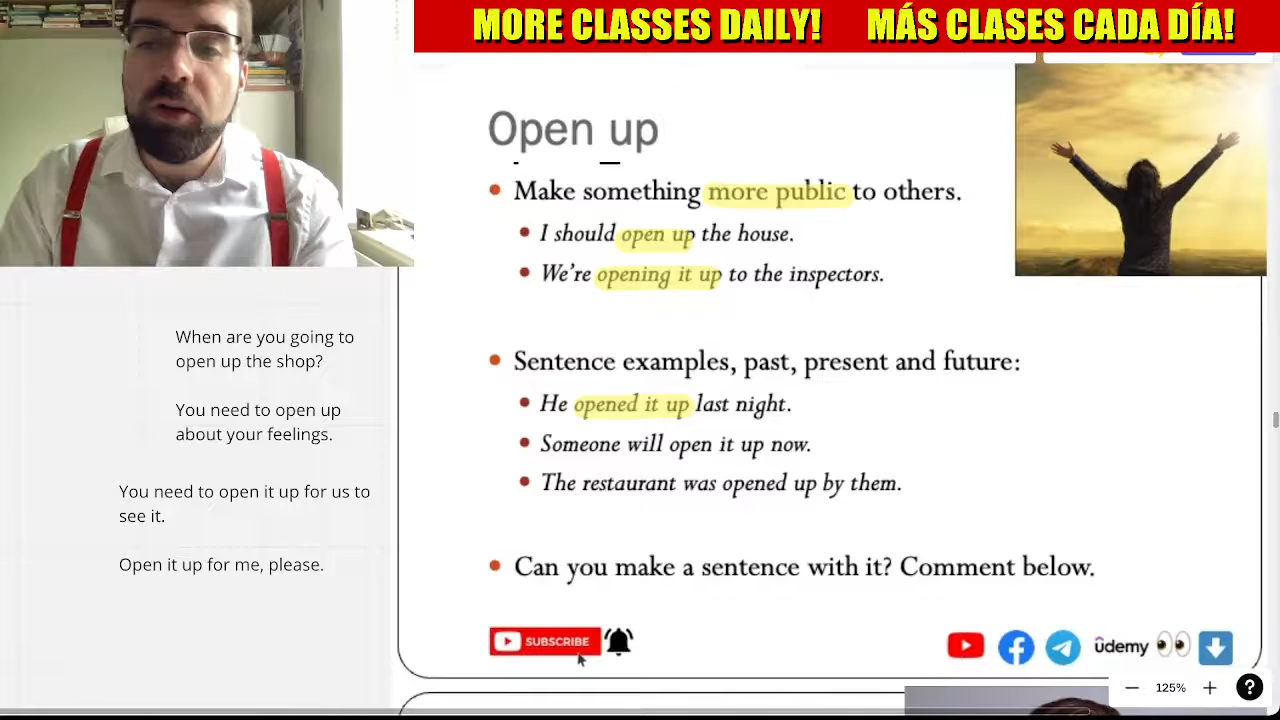 MORE CLASSES DAILY! MÁS CLASES CADA DÍA!
Open up
Make something more public to others.
I should open up the house.
We're opening it up to the inspectors.
Sentence examples, past, present and future:
He opened it up last night.
Someone will open it up now.
The restaurant was opened up by them.
Can you make a sentence with it? Comment below.
SUBSCRIBE
ûdemy
When are you going to
open up the shop?
You need to open up
about your feelings.
You need to open it up for us to
see it.
Open it up for me, please.
125%